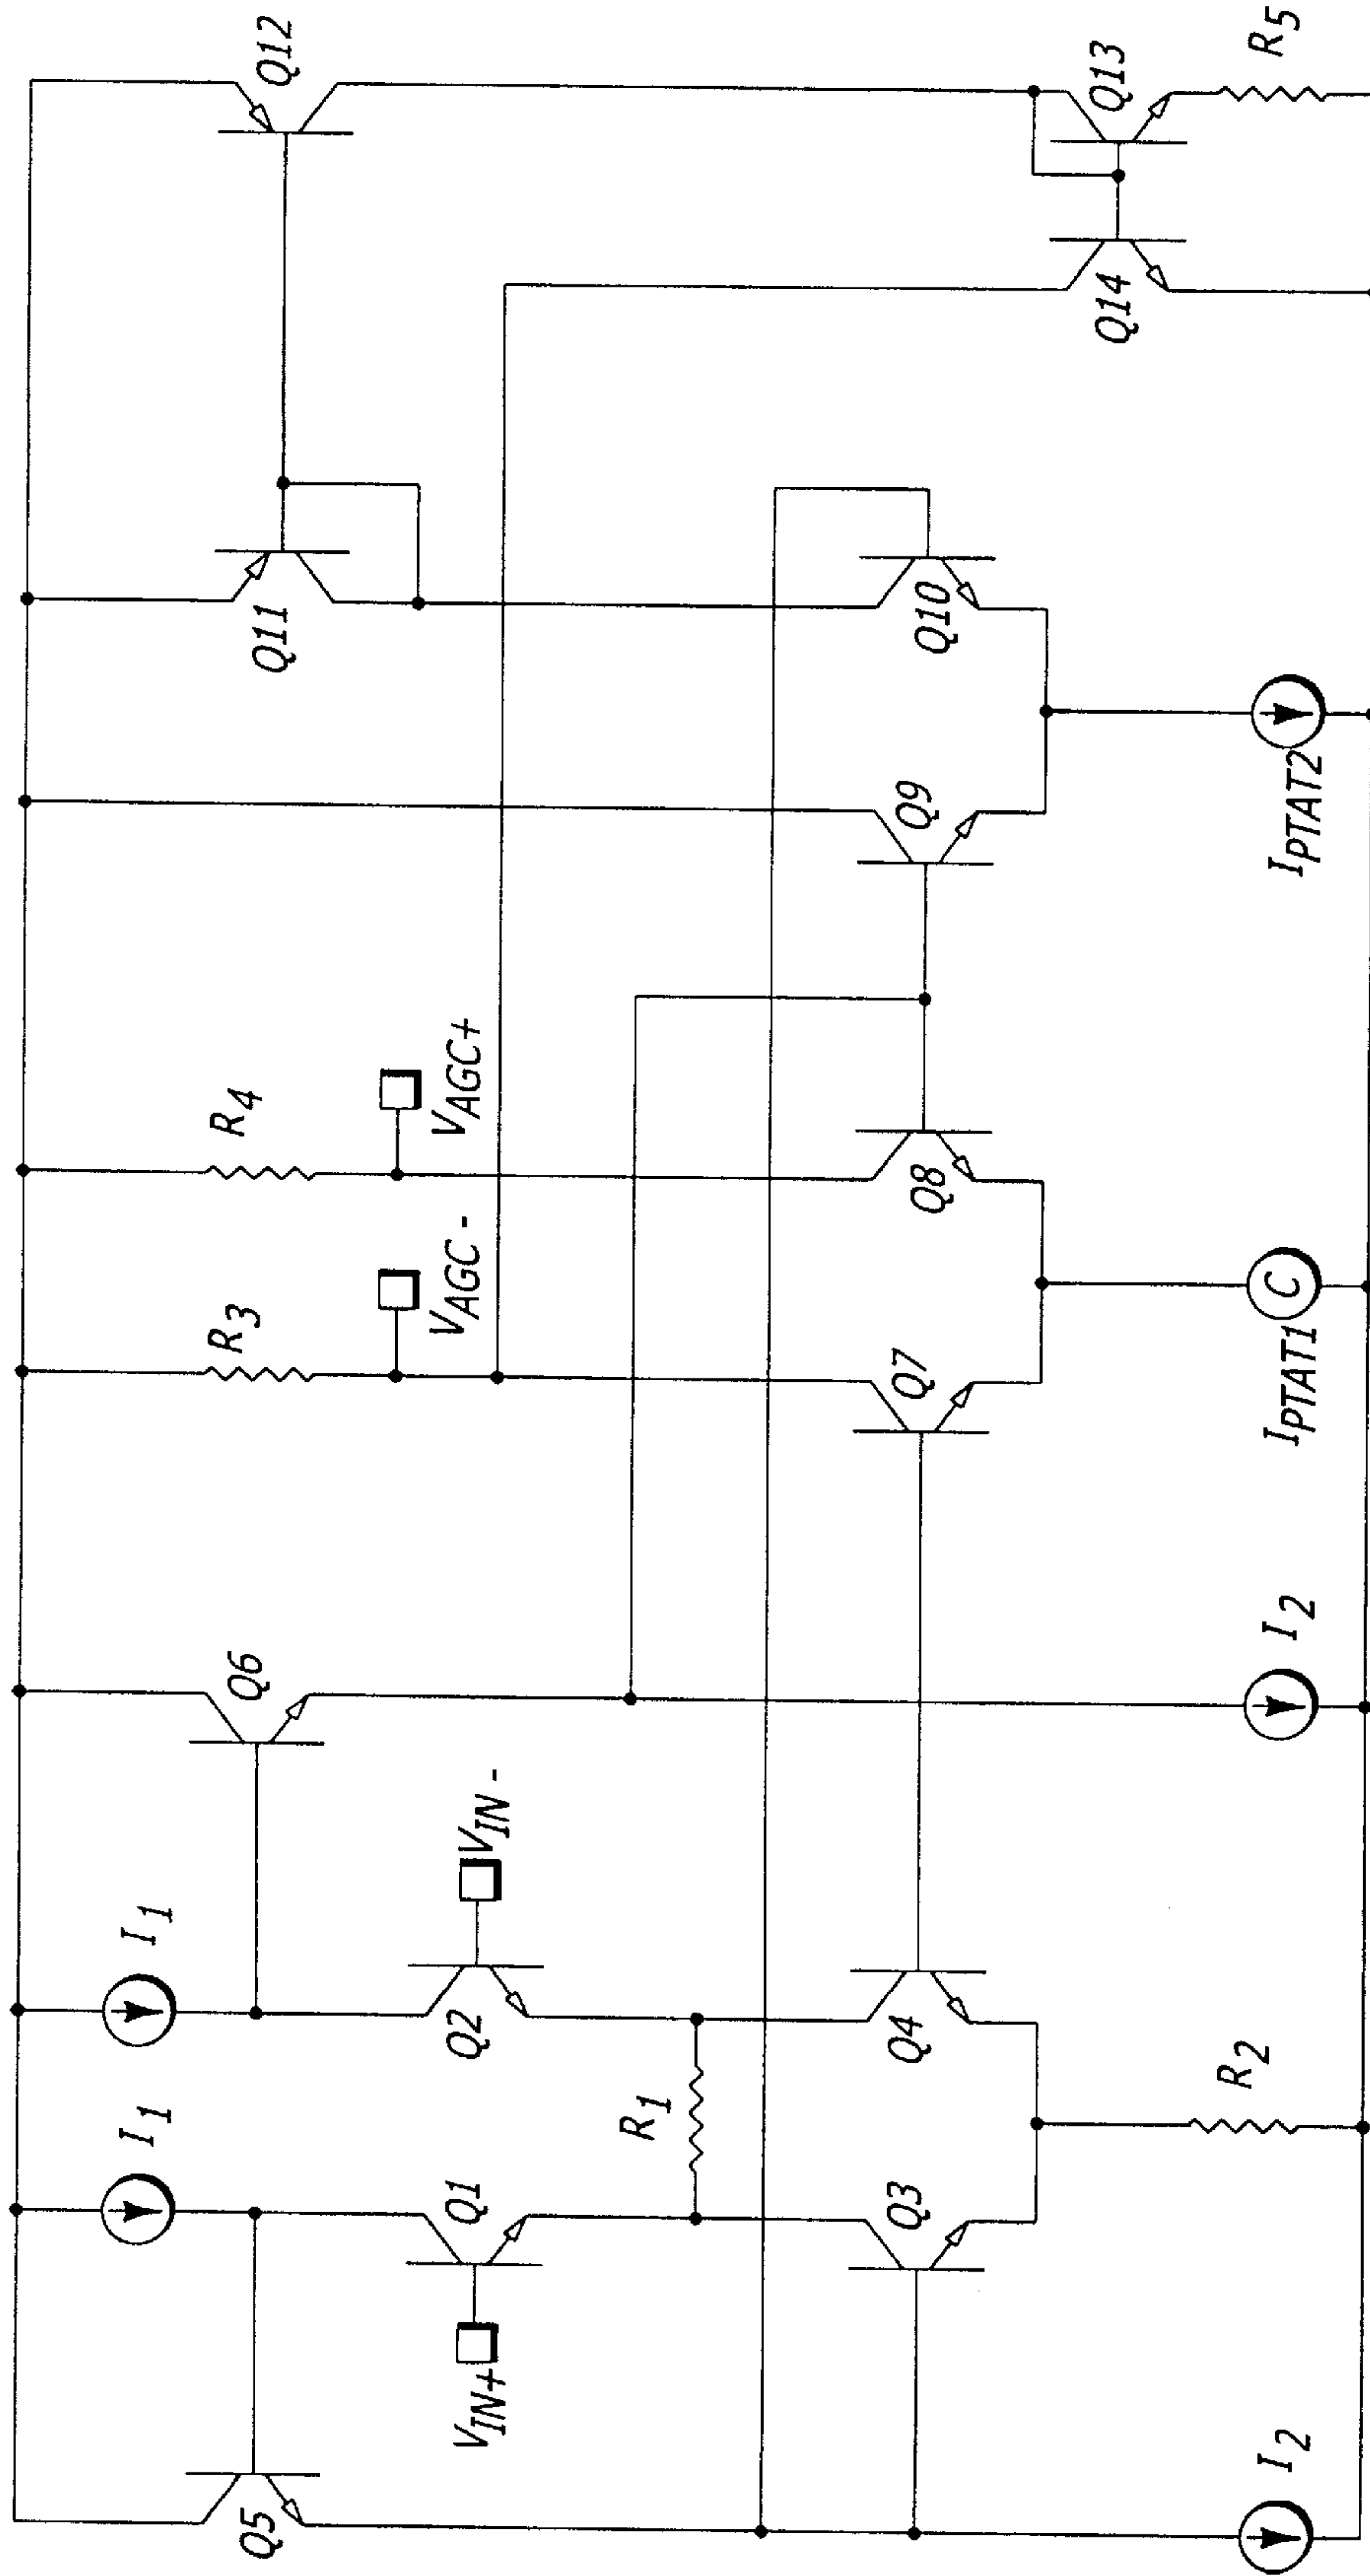 Q5
I1
I1
Q6
Q1
VIN+
Q2
VIN-
R1
Q3
Q4
R2
I2
I2
R3
R4
VAGC-
VAGC+
Q7
Q8
C
IPTAT1
Q9
Q10
IPTAT2
Q11
Q12
Q14
Q13
R5